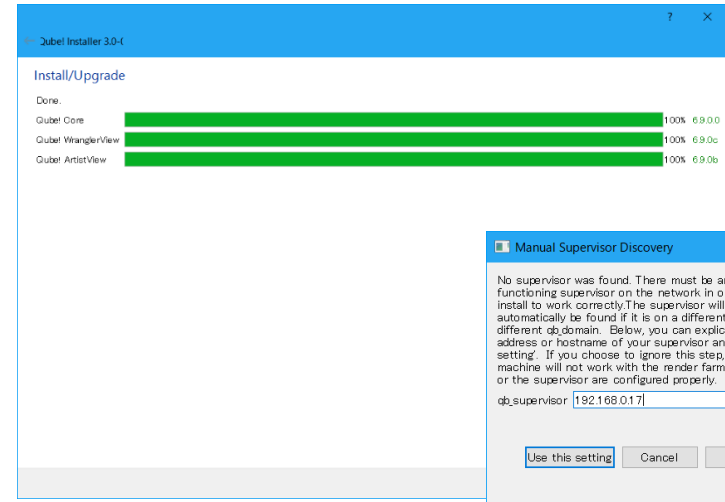 ? ×
Qube! Installer 3.0-(
Install/Upgrade
Done.
Qube! Core 100% 6.9.0.0
Qube! WranglerView 100% 6.9.0c
Qube! ArtistView 100% 6.9.0b
Manual Supervisor Discovery
No supervisor was found. There must be a
functioning supervisor on the network in o
install to work correctly.The supervisor will
automatically be found if it is on a different
different qb_domain. Below, you can explic
address or hostname of your supervisor an
setting'. If you choose to ignore this step,
machine will not work with the render farm
or the supervisor are configured properly.
qb_supervisor 192.168.0.17
Use this setting Cancel